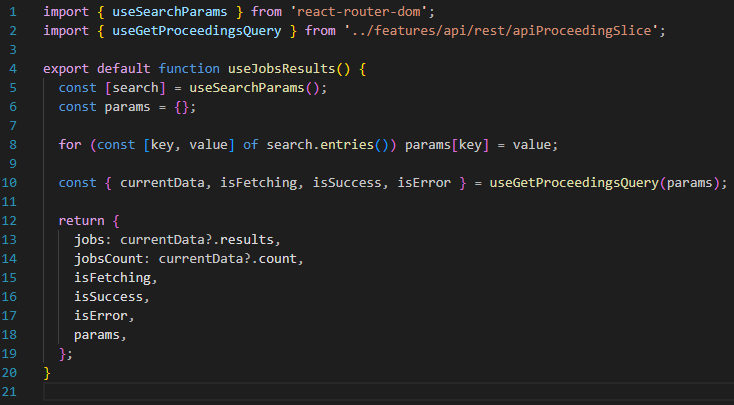 1 import { useSearchParams } from 'react-router-dom';
2 import { useGetProceedingsQuery } from '../features/api/rest/apiProceedingSlice';
3
4 export default function useJobsResults() {
5   const [search] = useSearchParams();
6   const params = {};
7
8   for (const [key, value] of search.entries()) params[key] = value;
9
10   const { currentData, isFetching, isSuccess, isError } = useGetProceedingsQuery(params);
11
12   return {
13     jobs: currentData?.results,
14     jobsCount: currentData?.count,
15     isFetching,
16     isSuccess,
17     isError,
18     params,
19   };
20 }
21